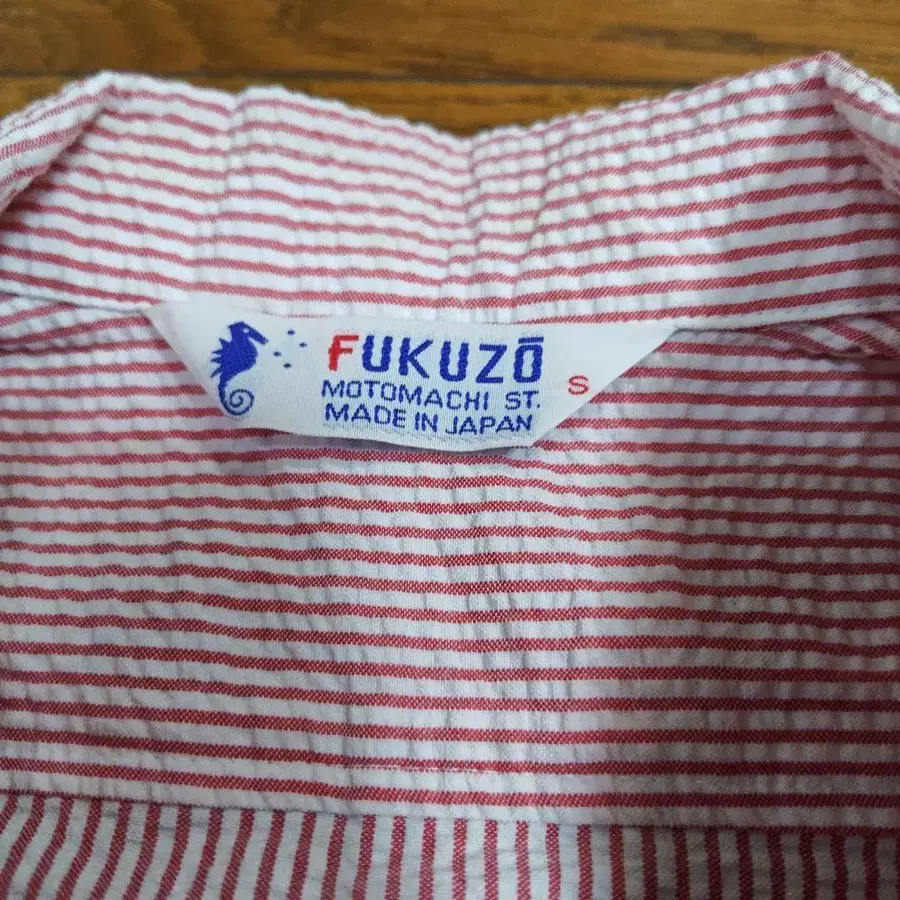 FUKUZŌ
MOTOMACHI ST.
MADE IN JAPAN
S